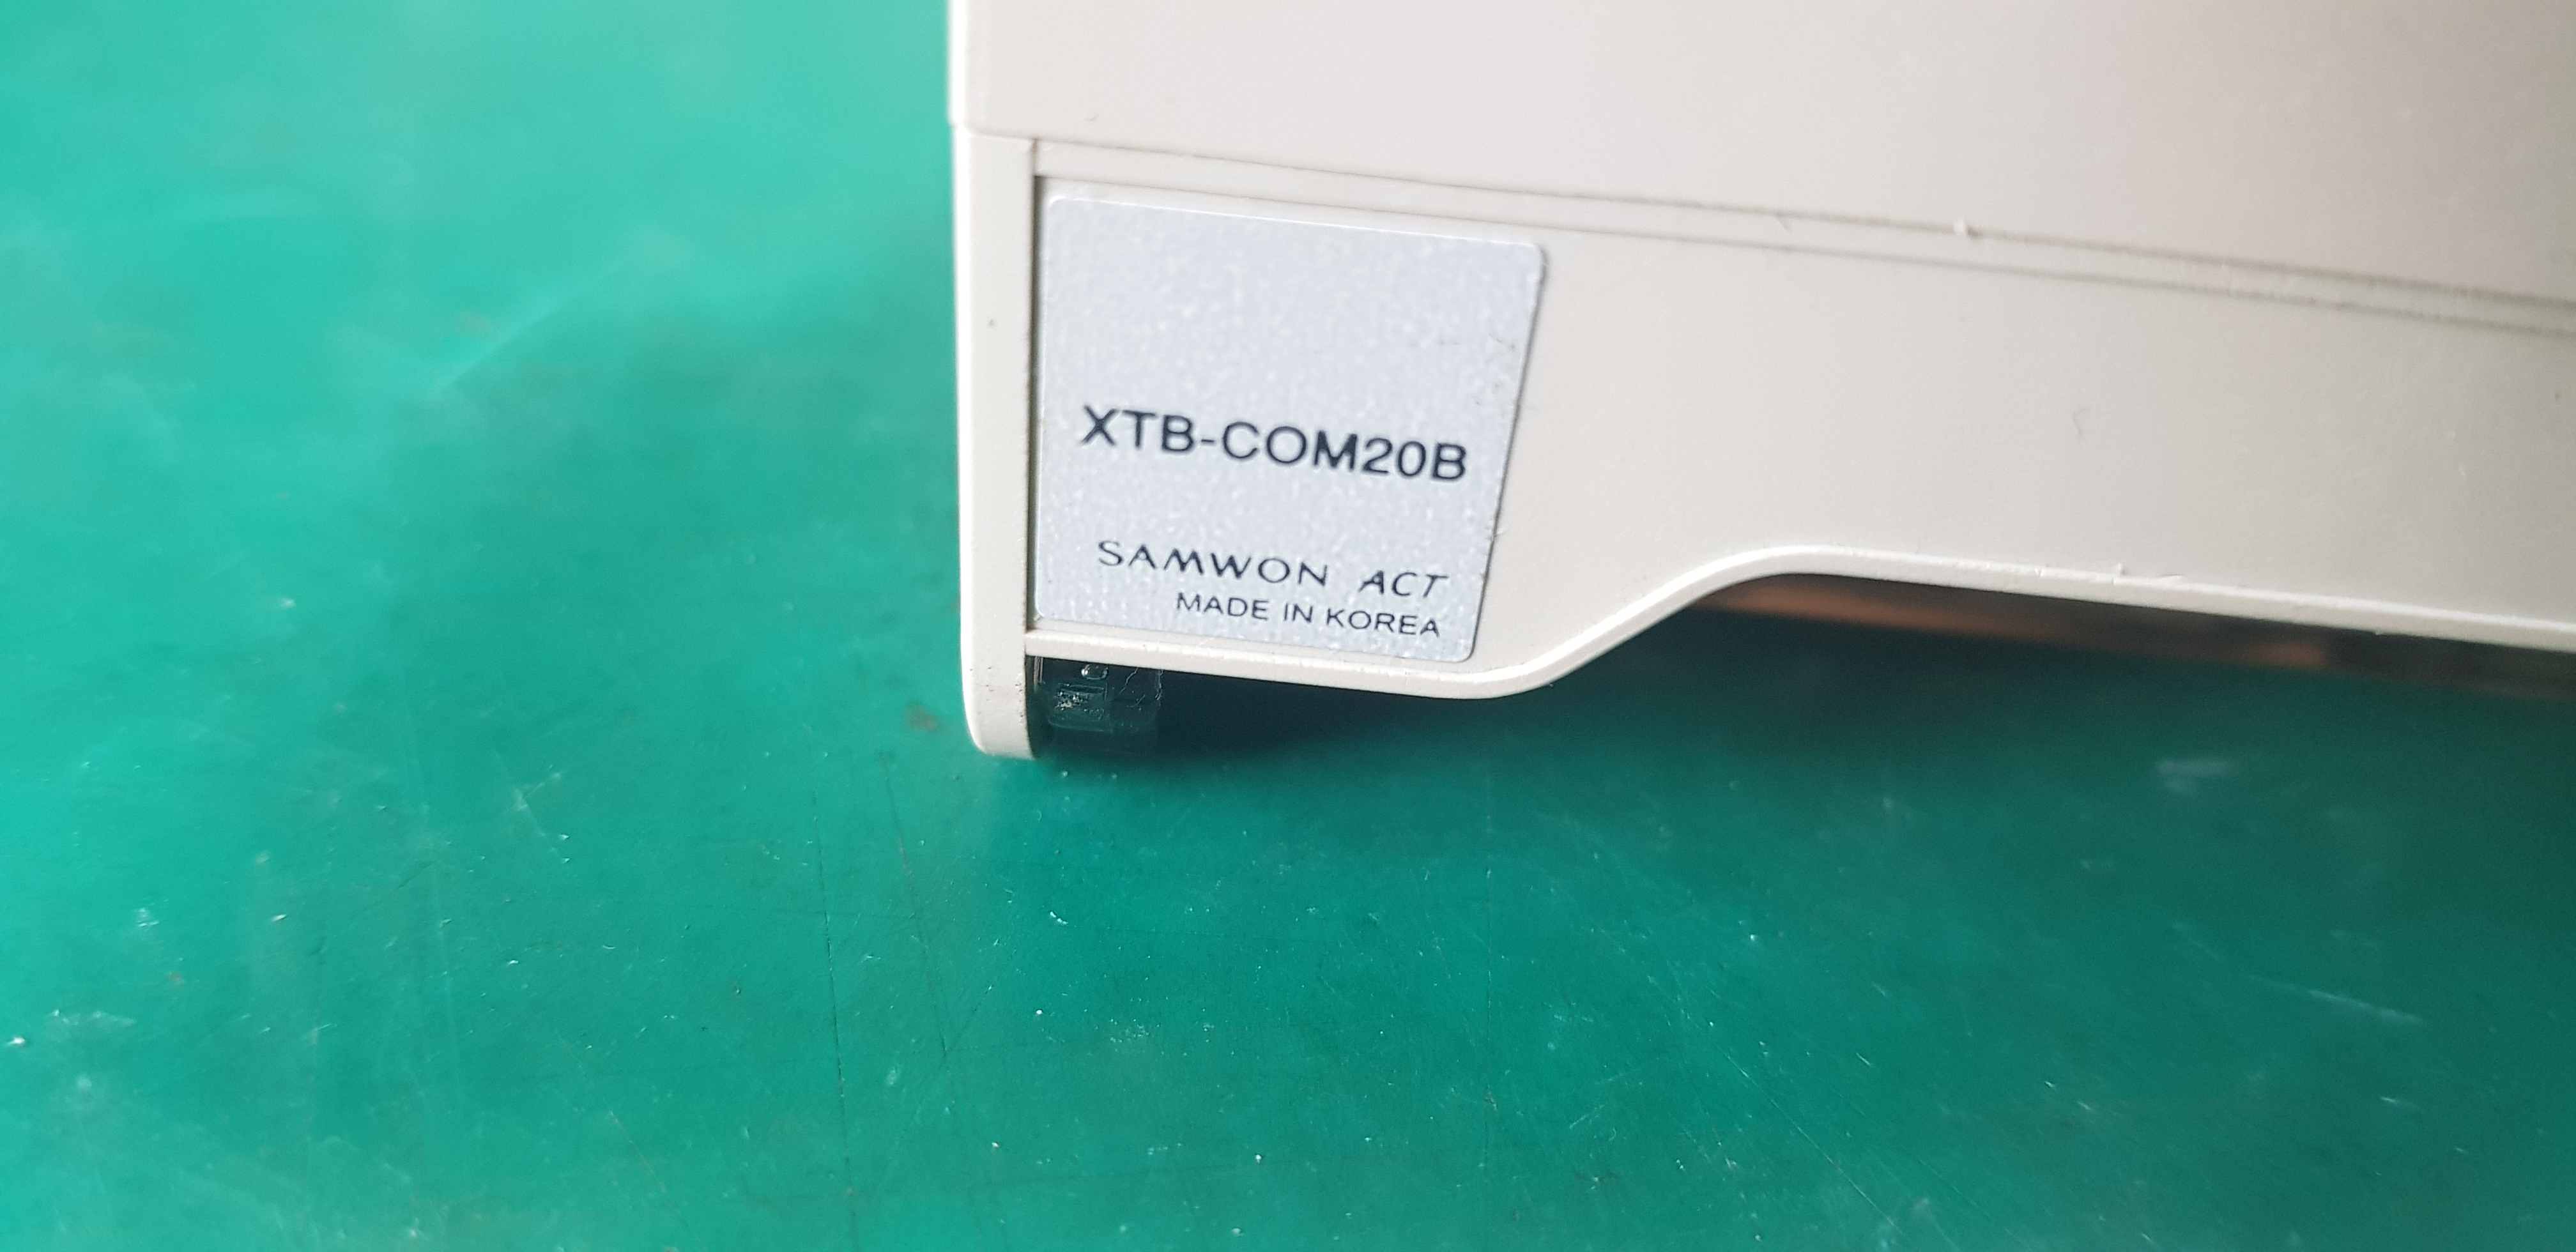 XTB-COM20B
SAMWON ACT
MADE IN KOREA